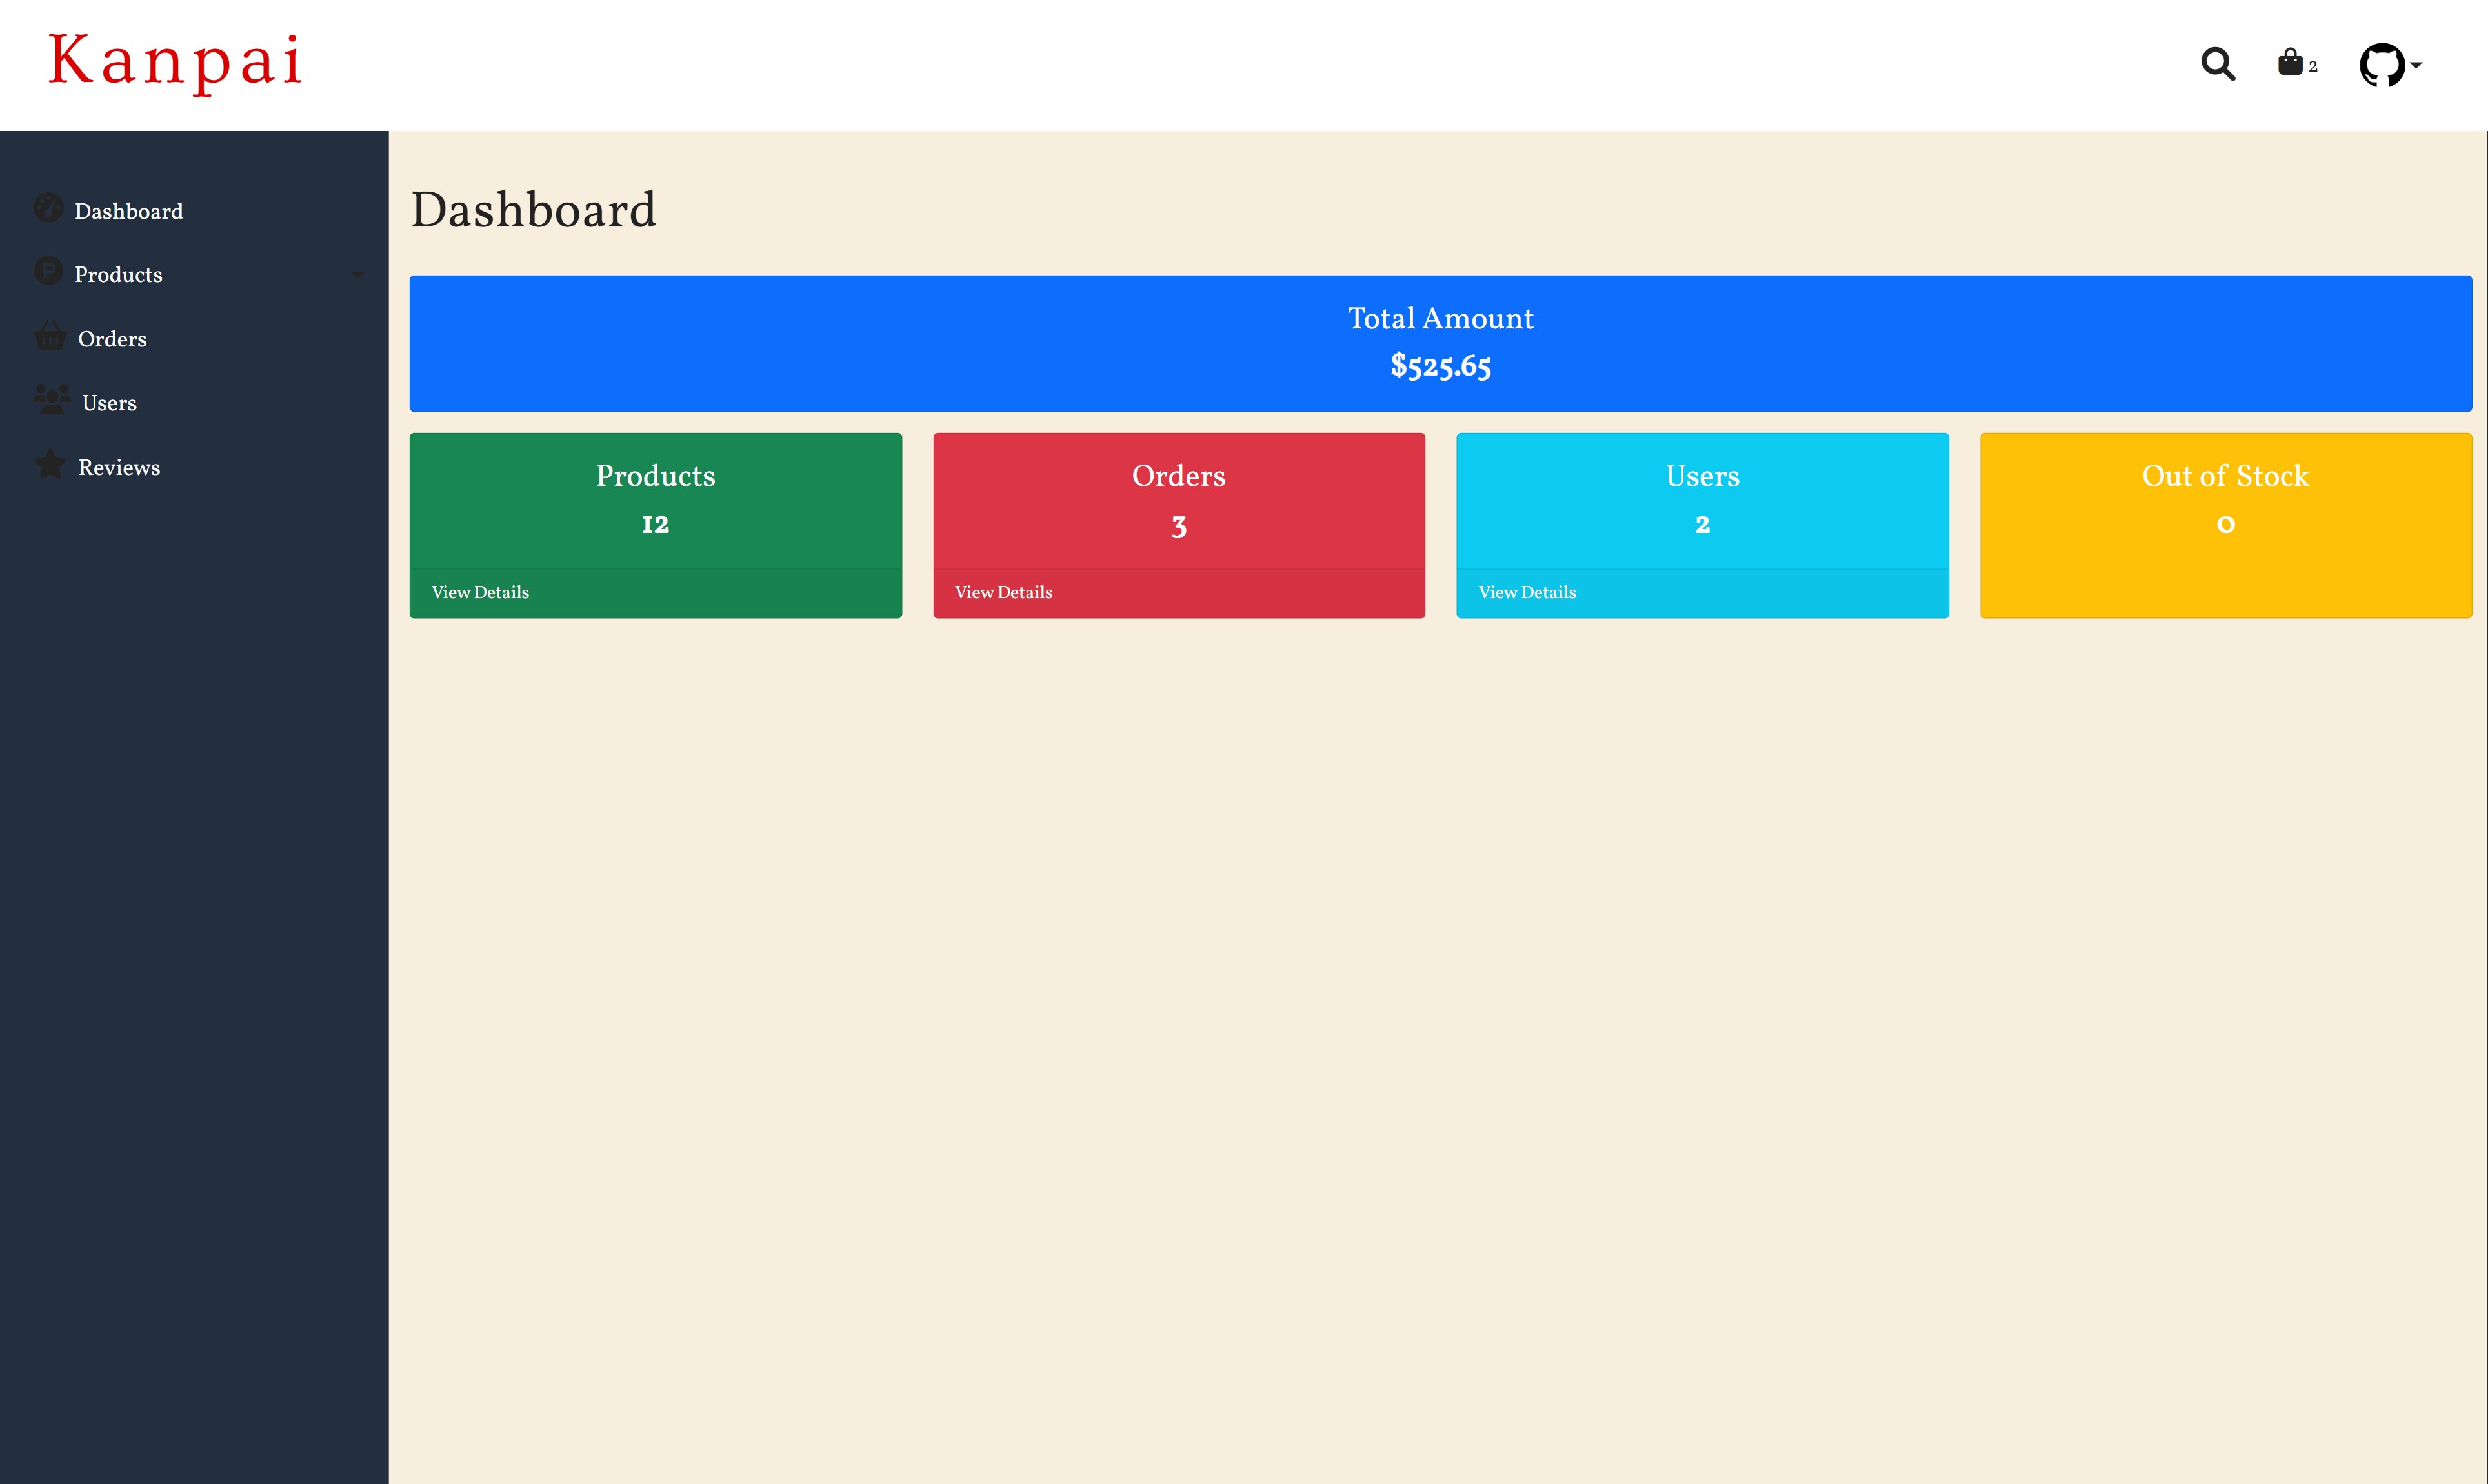 Kanpai
2
Dashboard
Products
Orders
Users
Reviews
Dashboard
Total Amount
$525.65
Products
12
View Details
Orders
3
View Details
Users
2
View Details
Out of Stock
0